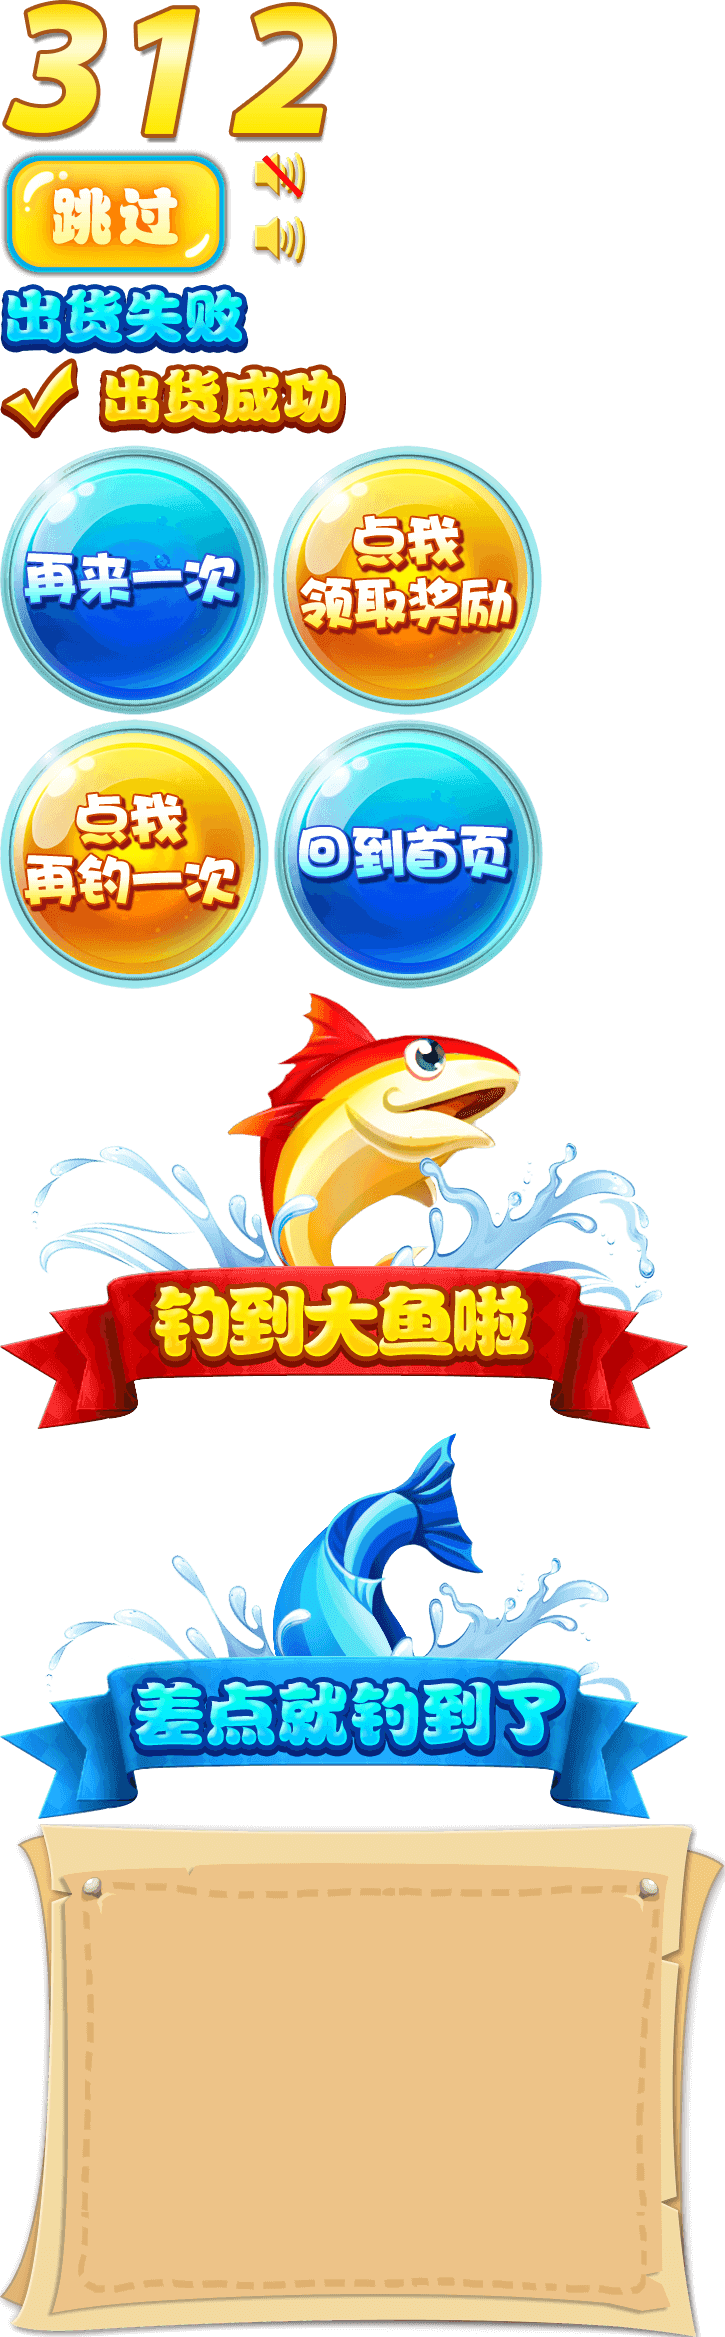 312
跳过
出货失败
出货成功
再来一次
点我
领取奖励
点我
再钓一次
回到首页
钓到大鱼啦
差点就钓到了